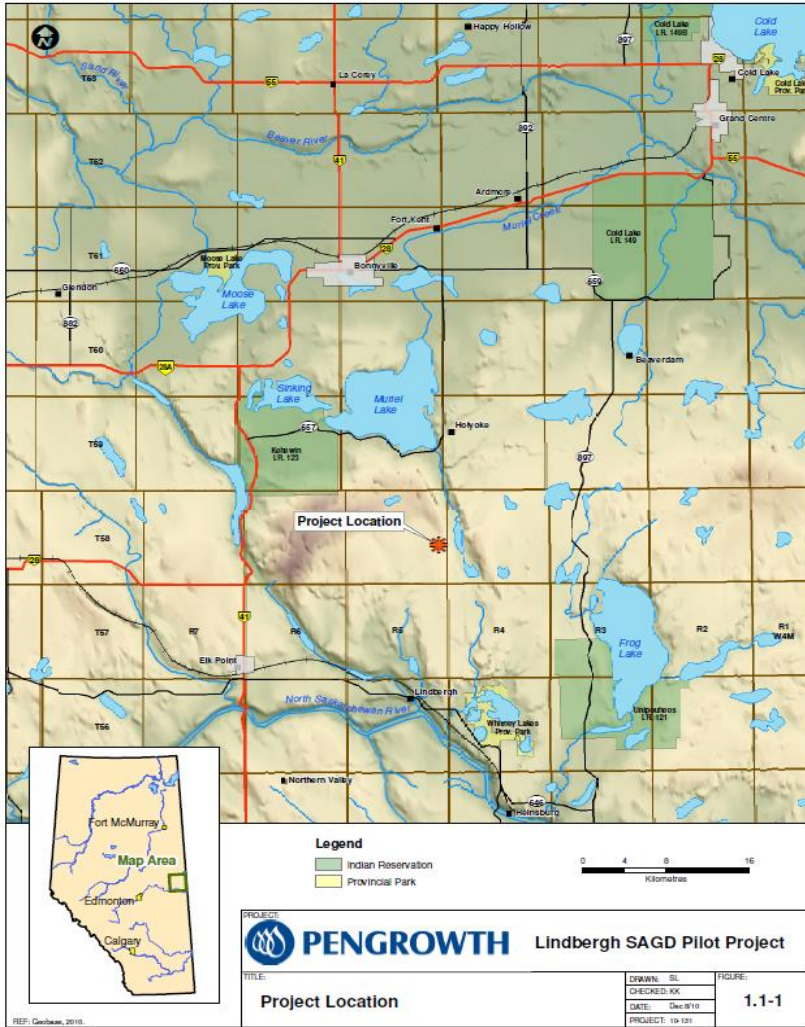 Happy Hollow
897
Cold Lake
I.R. 149B
Cold
Lake
N
Sand River
T63
55
La Corey
28
Cold Lake
Cold Lake
Prov. Park
Beaver River
892
Grand Centre
T62
41
55
Ardmore
Fort Kent
Muriel Creek
T61
Moose Lake
Prov. Park
28
Cold Lake
I.R. 149
660
Bonnyville
Glendon
Moose
Lake
659
882
T60
28A
Beaverdam
Sinking
Lake
Muriel
Lake
657
Holyoke
T59
Kehewin
I.R. 123
897
Project Location
T58
29
41
T57
R7
R6
R5
R4
R3
R2
R1
W4M
Frog
Lake
Elk Point
Lindbergh
North Saskatchewan River
T56
Whitney Lakes
Prov. Park
Unipouheos
I.R. 121
Northern Valley
646
Heinsburg
Fort McMurray
Map Area
Edmonton
Calgary
REF: Geobase, 2010.
Legend
Indian Reservation
Provincial Park
0 4 8 16
Kilometres
PROJECT:
PENGROWTH
Lindbergh SAGD Pilot Project
TITLE:
Project Location
DRAWN: SL
CHECKED: KK
DATE: Dec 8/10
PROJECT: 10-131
FIGURE:
1.1-1